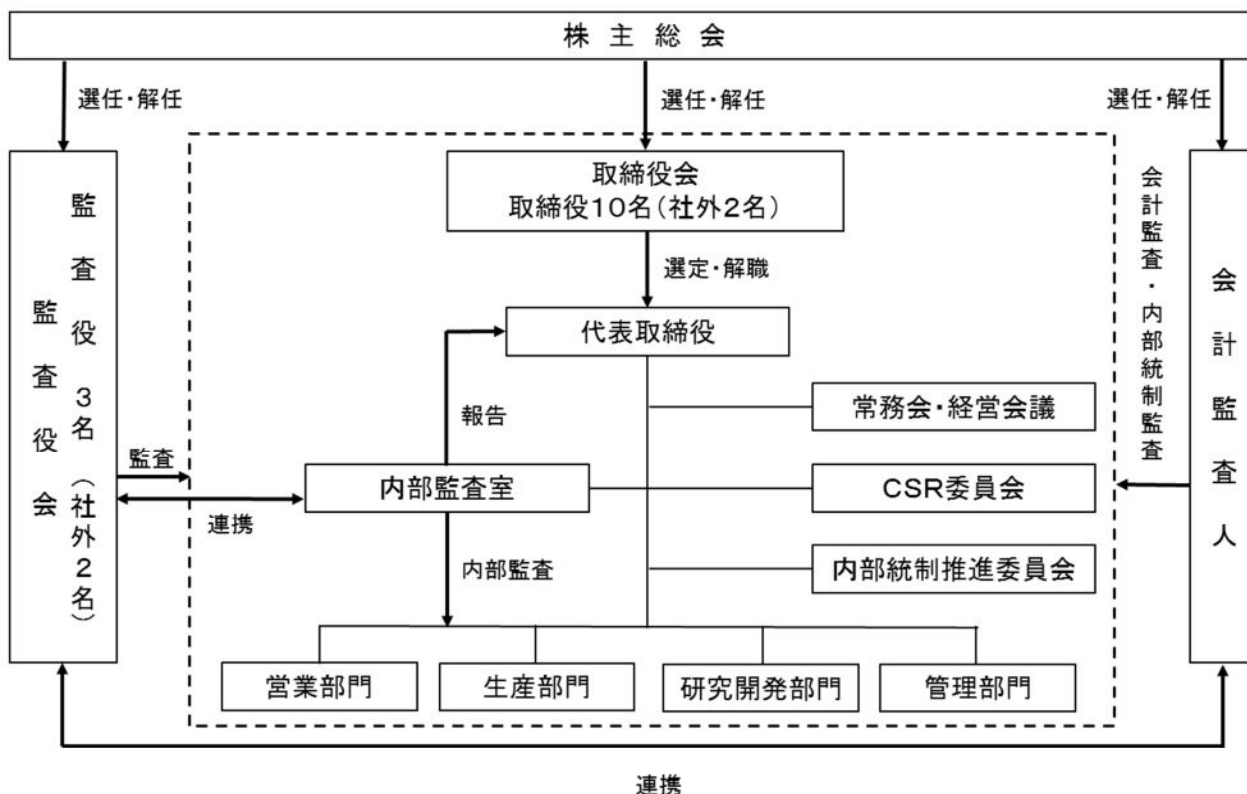 株主総会
選任・解任
選任・解任
選任・解任
監査役会
監査役 3名(社外2名)
取締役会
取締役10名(社外2名)
会計監査・内部統制監査
会計監査人
選定・解職
代表取締役
報告
常務会・経営会議
監査
内部監査室
CSR委員会
連携
内部監査
内部統制推進委員会
営業部門
生産部門
研究開発部門
管理部門
連携